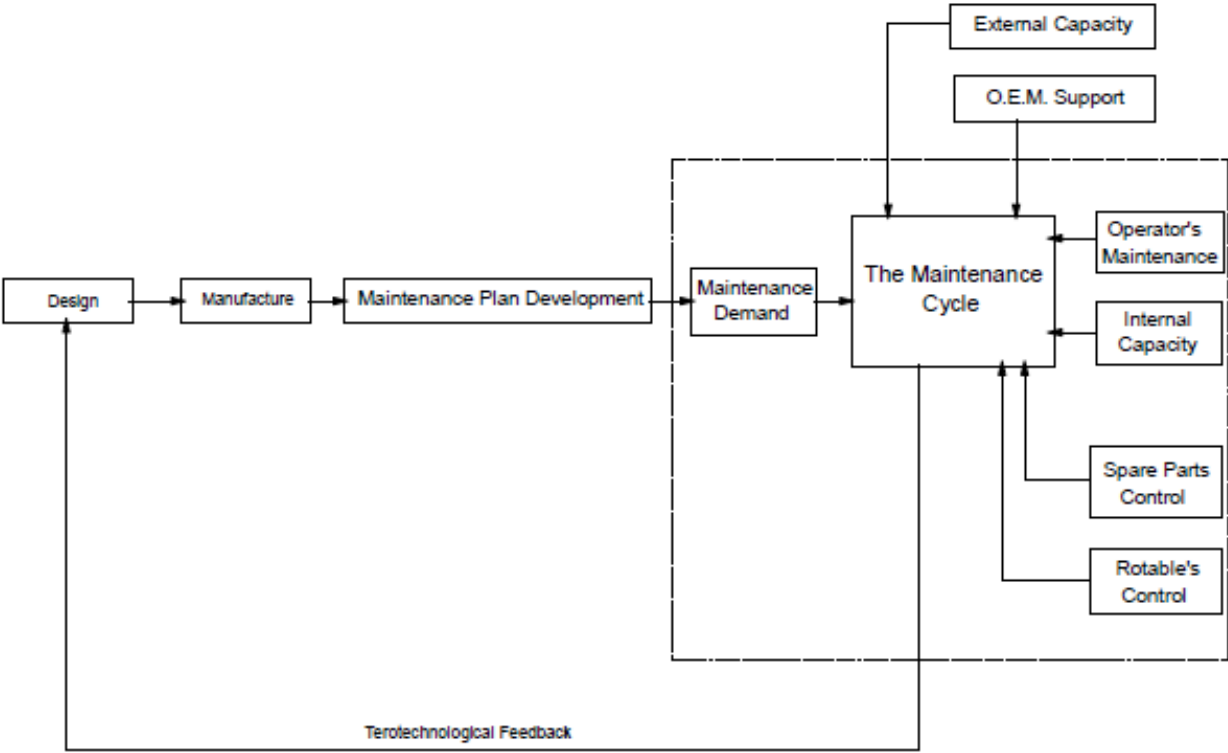 External Capacity
O.E.M. Support
Operator's
Maintenance
The Maintenance
Cycle
Design
Manufacture
Maintenance Plan Development
Maintenance
Demand
Internal
Capacity
Spare Parts
Control
Rotable's
Control
Terotechnological Feedback